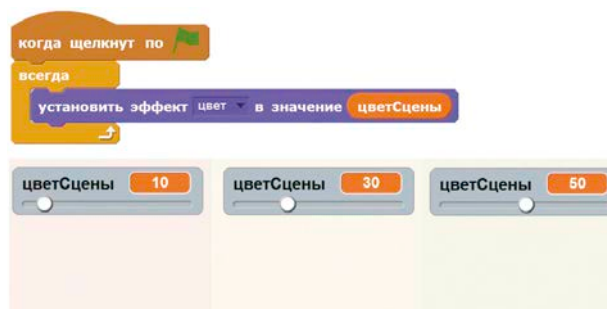 когда щелкнут по
всегда
установить эффект цвет в значение цветСцены
цветСцены 10 цветСцены 30 цветСцены 50